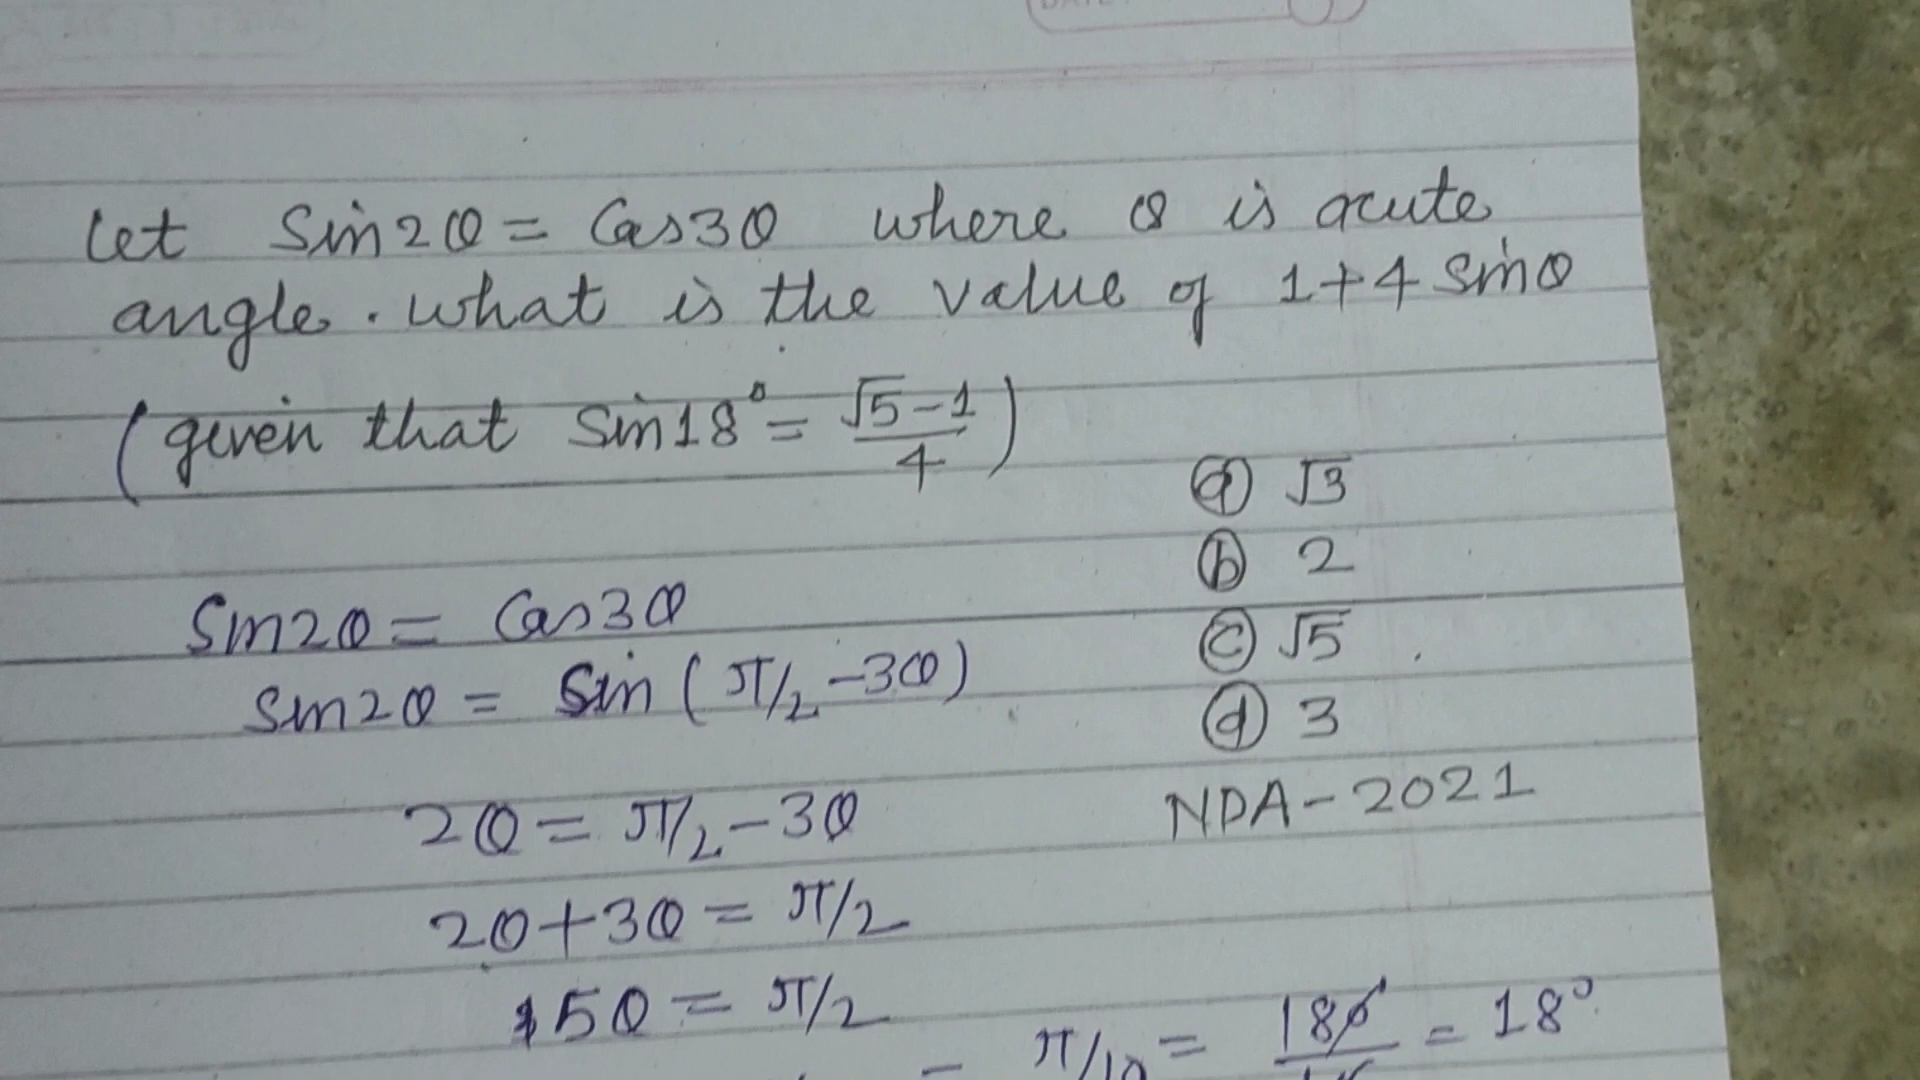 Let sin2θ = Cos3θ where θ is acute
angle. what is the value of 1+4 sinθ
(given that sin18° = (√5-1)/4)
ⓐ √3
ⓑ 2
ⓒ √5
ⓓ 3
NDA-2021
Sin2θ = Cos3θ
Sin2θ = Sin (π/2 -3θ)
2θ = π/2 -3θ
2θ+3θ = π/2
5θ = π/2
= π/10 = 180/10 = 18°